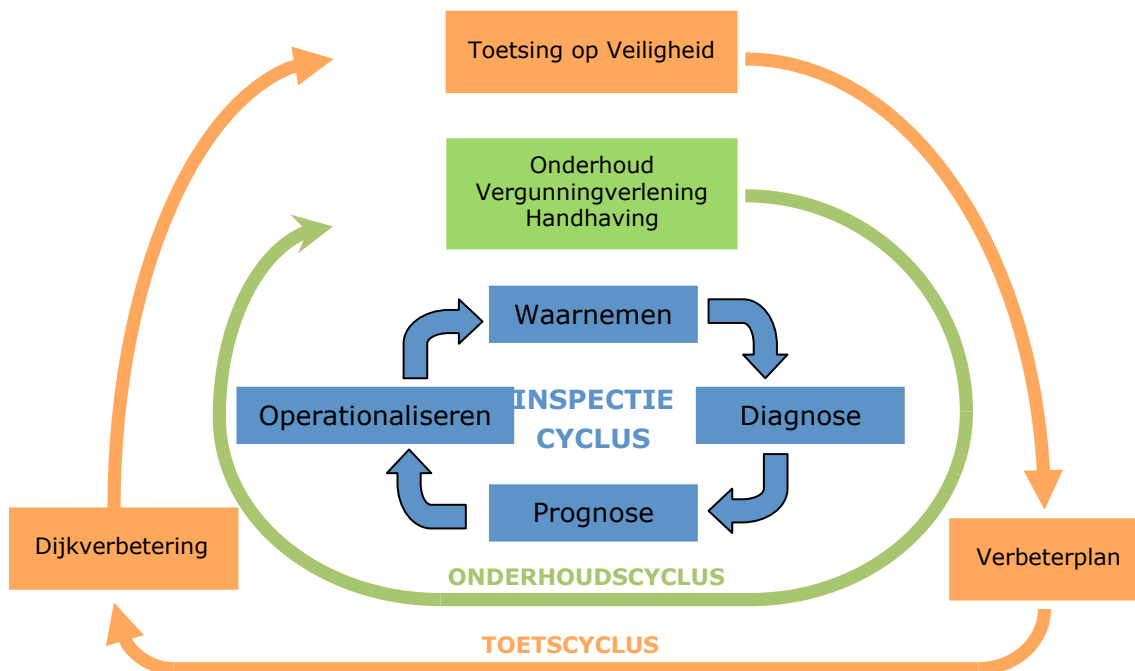 Toetsing op Veiligheid
Onderhoud
Vergunningverlening
Handhaving
Waarnemen
Operationaliseren
INSPECTIE
CYCLUS
Diagnose
Prognose
Dijkverbetering
Verbeterplan
ONDERHOUDSCYCLUS
TOETSCYCLUS